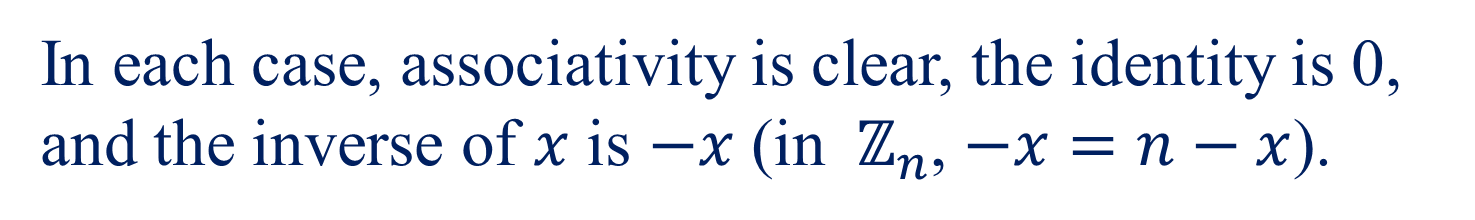 In each case, associativity is clear, the identity is 0,
and the inverse of 𝑥 is −𝑥 (in ℤₙ, −𝑥 = 𝑛 − 𝑥).